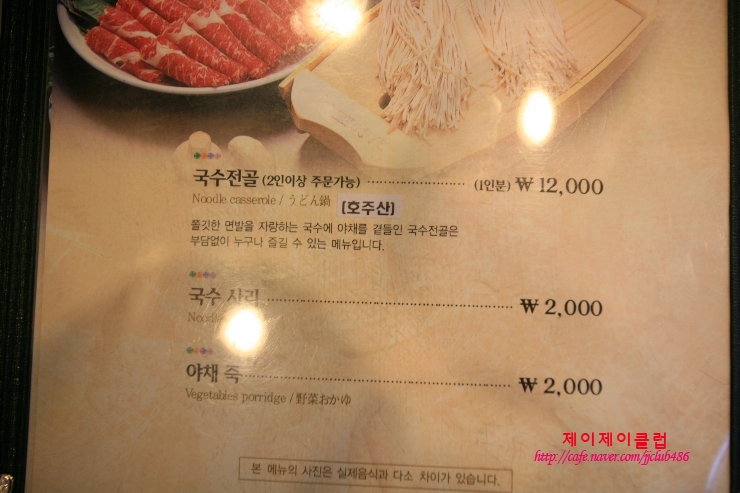 국수전골 (2인이상 주문가능) (1인분) ₩ 12,000
Noodle casserole / うどん鍋 [호주산]
쫄깃한 면발을 자랑하는 국수에 야채를 곁들인 국수전골은
부담없이 누구나 즐길 수 있는 메뉴입니다.
국수 사리 ₩ 2,000
Noodle
야채 죽 ₩ 2,000
Vegetables porridge / 野菜おかゆ
제이제이클럽
http://cafe.naver.com/jjclub486
본 메뉴의 사진은 실제음식과 다소 차이가 있습니다.